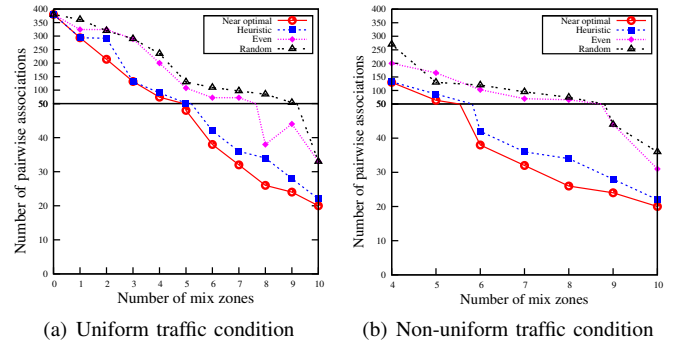 Near optimal
Heuristic
Even
Random
400
350
300
250
200
150
100
50
40
30
20
10
0
Number of pairwise associations
0 1 2 3 4 5 6 7 8 9 10
Number of mix zones
(a) Uniform traffic condition
Near optimal
Heuristic
Even
Random
400
350
300
250
200
150
100
50
40
30
20
10
0
Number of pairwise associations
4 5 6 7 8 9 10
Number of mix zones
(b) Non-uniform traffic condition